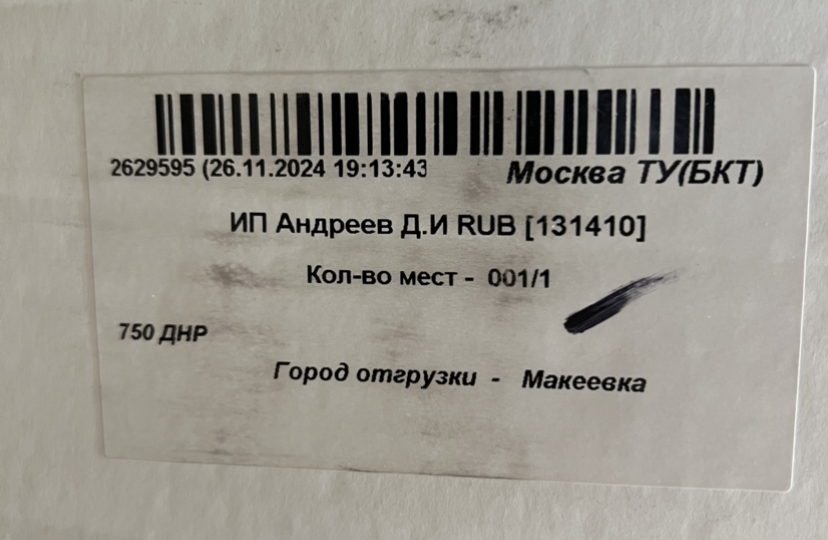 2629595 (26.11.2024 19:13:43 Москва ТУ(БКТ)
ИП Андреев Д.И RUB [131410]
Кол-во мест - 001/1
750 ДНР
Город отгрузки - Макеевка